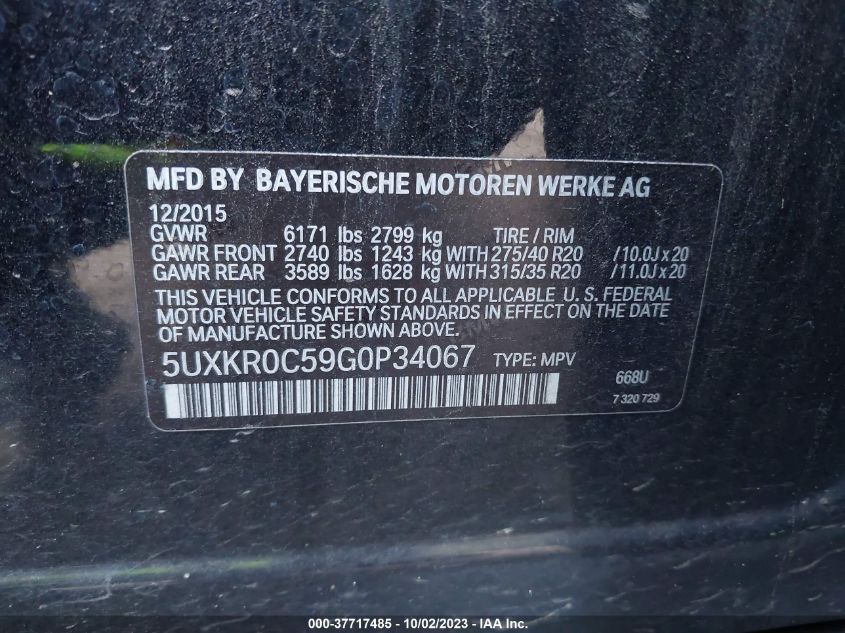 MFD BY BAYERISCHE MOTOREN WERKE AG
12/2015
GVWR 6171 lbs 2799 kg TIRE / RIM
GAWR FRONT 2740 lbs 1243 kg WITH 275/40 R20 /10.0J x 20
GAWR REAR 3589 lbs 1628 kg WITH 315/35 R20 /11.0J x 20
THIS VEHICLE CONFORMS TO ALL APPLICABLE U. S. FEDERAL
MOTOR VEHICLE SAFETY STANDARDS IN EFFECT ON THE DATE
OF MANUFACTURE SHOWN ABOVE.
5UXKR0C59G0P34067 TYPE: MPV
668U
7 320 729
000-37717485 - 10/02/2023 - IAA Inc.